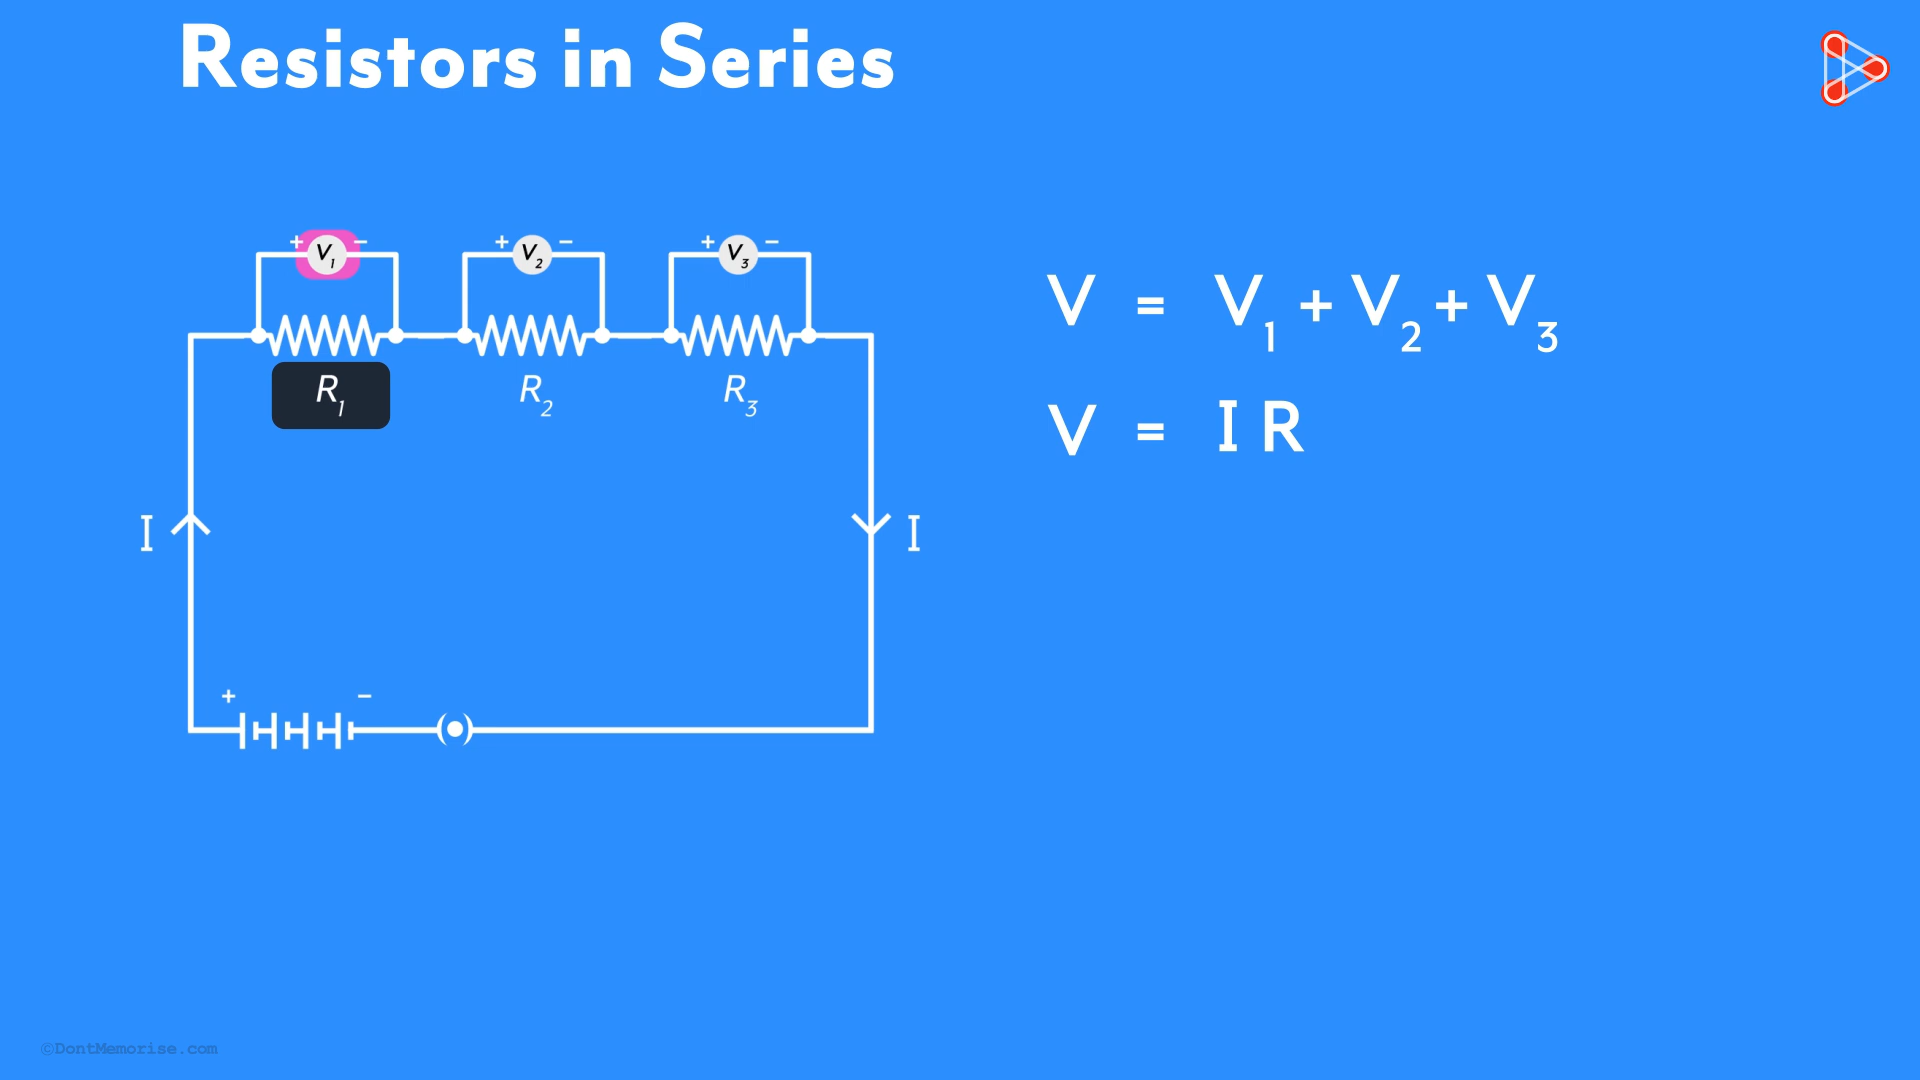 Resistors in Series
+ V₁ − + V₂ − + V₃ −
R₁ R₂ R₃
V = V₁ + V₂ + V₃
V = I R
I I
+ −
©DontMemorise.com